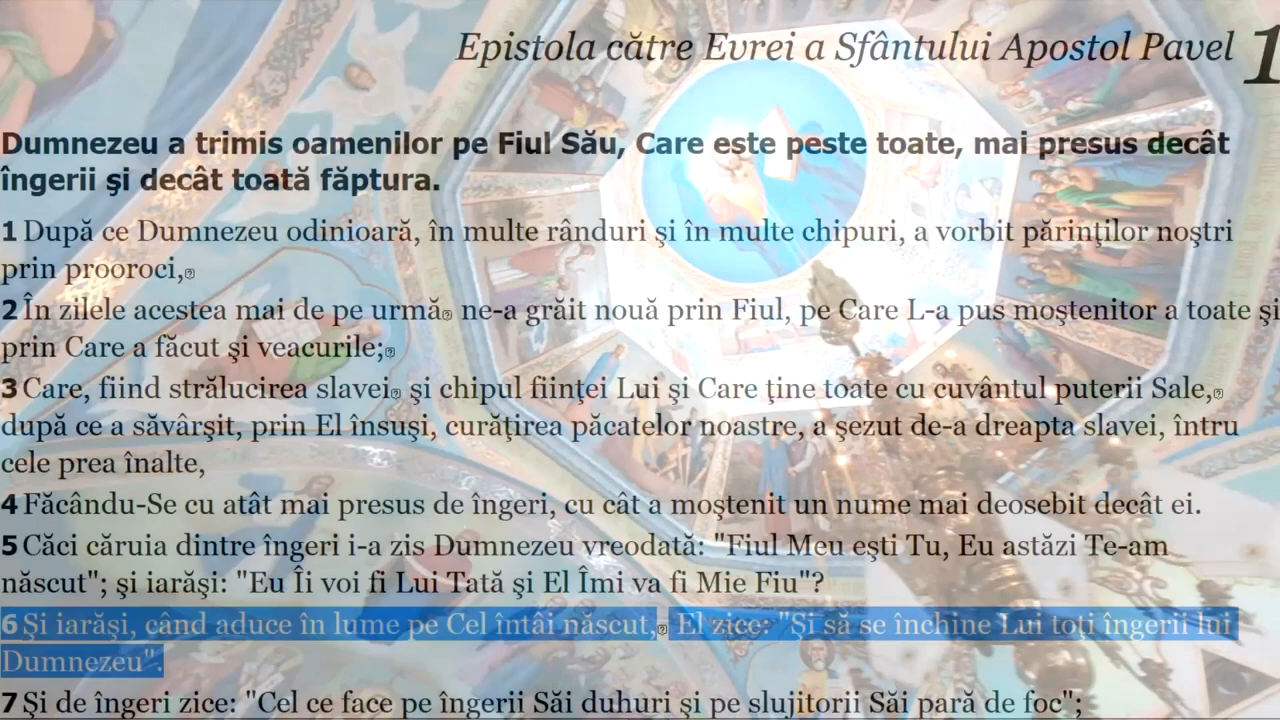 Epistola către Evrei a Sfântului Apostol Pavel 1
Dumnezeu a trimis oamenilor pe Fiul Său, Care este peste toate, mai presus decât
îngerii şi decât toată făptura.
1 După ce Dumnezeu odinioară, în multe rânduri şi în multe chipuri, a vorbit părinţilor noştri
prin prooroci,
2 În zilele acestea mai de pe urmă ne-a grăit nouă prin Fiul, pe Care L-a pus moştenitor a toate şi
prin Care a făcut şi veacurile;
3 Care, fiind strălucirea slavei şi chipul fiinţei Lui şi Care ţine toate cu cuvântul puterii Sale,
după ce a săvârşit, prin El însuşi, curăţirea păcatelor noastre, a şezut de-a dreapta slavei, întru
cele prea înalte,
4 Făcându-Se cu atât mai presus de îngeri, cu cât a moştenit un nume mai deosebit decât ei.
5 Căci căruia dintre îngeri i-a zis Dumnezeu vreodată: "Fiul Meu eşti Tu, Eu astăzi Te-am
născut"; şi iarăşi: "Eu Îi voi fi Lui Tată şi El Îmi va fi Mie Fiu"?
6 Şi iarăşi, când aduce în lume pe Cel întâi născut, El zice: "Şi să se închine Lui toţi îngerii lui
Dumnezeu".
7 Şi de îngeri zice: "Cel ce face pe îngerii Săi duhuri şi pe slujitorii Săi pară de foc";